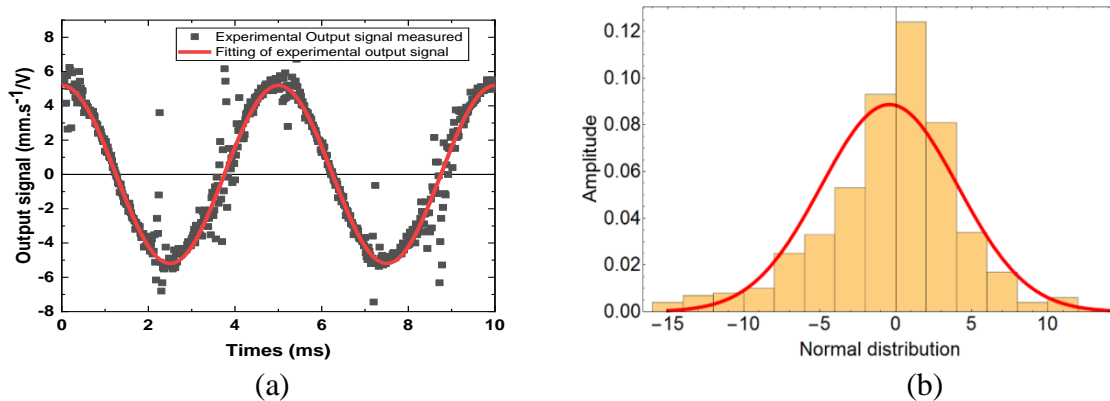 8
6
4
2
0
-2
-4
-6
-8
Output signal (nm.s⁻¹/V)
Experimental Output signal measured
Fitting of experimental output signal
0 2 4 6 8 10
Times (ms)
(a)
0.12
0.10
0.08
0.06
0.04
0.02
0.00
Amplitude
−15 −10 −5 0 5 10
Normal distribution
(b)